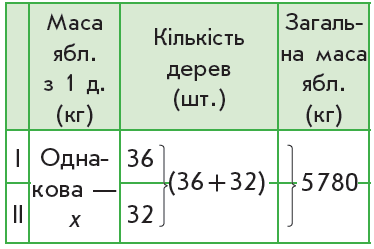 Маса
ябл.
з 1 д.
(кг)
Кількість
дерев
(шт.)
Загаль-
на маса
ябл.
(кг)
I
Одна-
кова —
x
36
(36 + 32)
5780
II
32